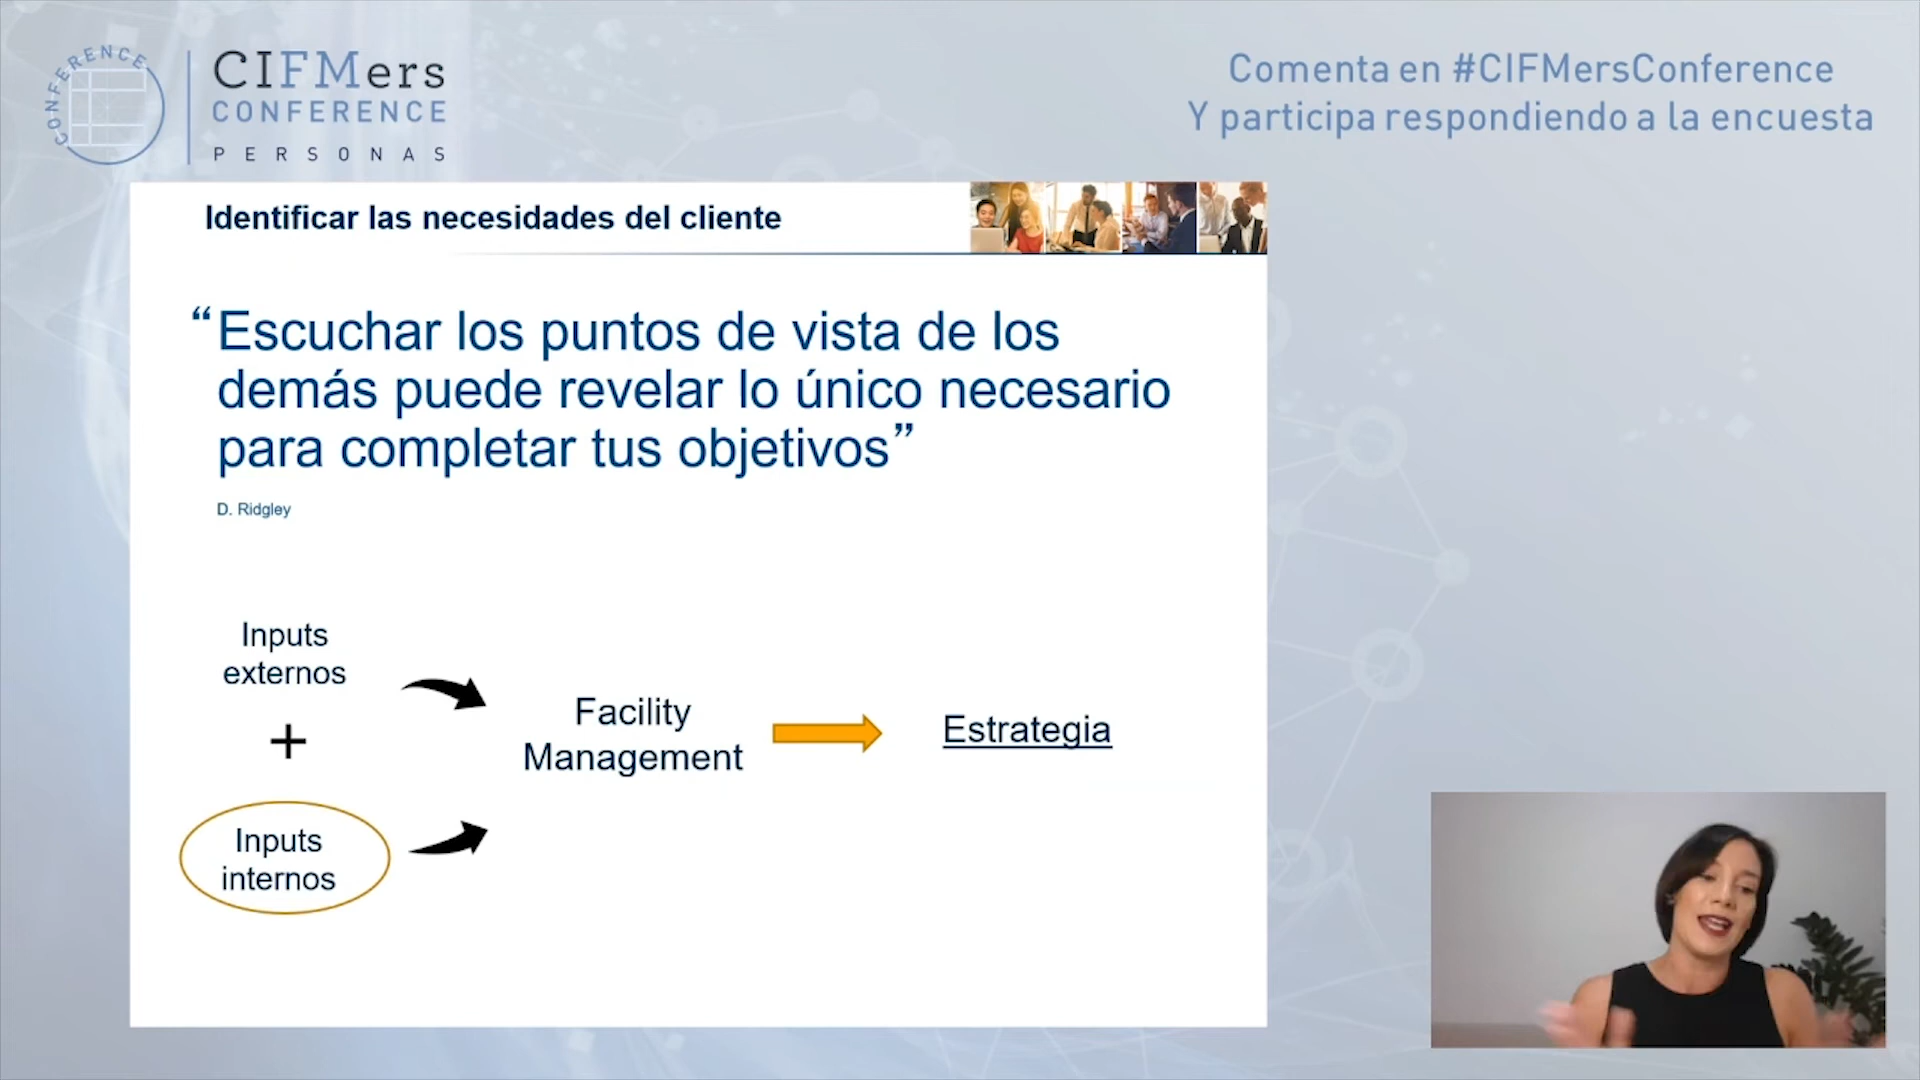 CONFERENCE
CIFMers
CONFERENCE
PERSONAS
Comenta en #CIFMersConference
Y participa respondiendo a la encuesta
Identificar las necesidades del cliente
“Escuchar los puntos de vista de los
demás puede revelar lo único necesario
para completar tus objetivos”
D. Ridgley
Inputs
externos
+
Inputs
internos
Facility
Management
Estrategia